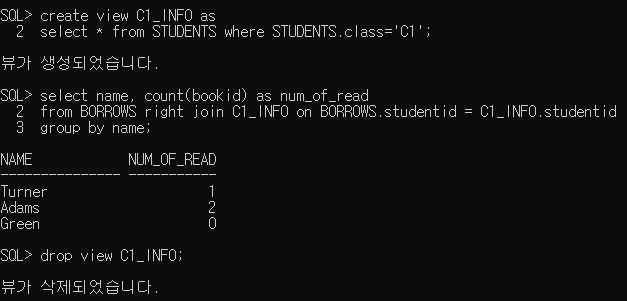 SQL> create view C1_INFO as
  2  select * from STUDENTS where STUDENTS.class='C1';
뷰가 생성되었습니다.
SQL> select name, count(bookid) as num_of_read
  2  from BORROWS right join C1_INFO on BORROWS.studentid = C1_INFO.studentid
  3  group by name;
NAME            NUM_OF_READ
--------------- -----------
Turner                    1
Adams                     2
Green                     0
SQL> drop view C1_INFO;
뷰가 삭제되었습니다.